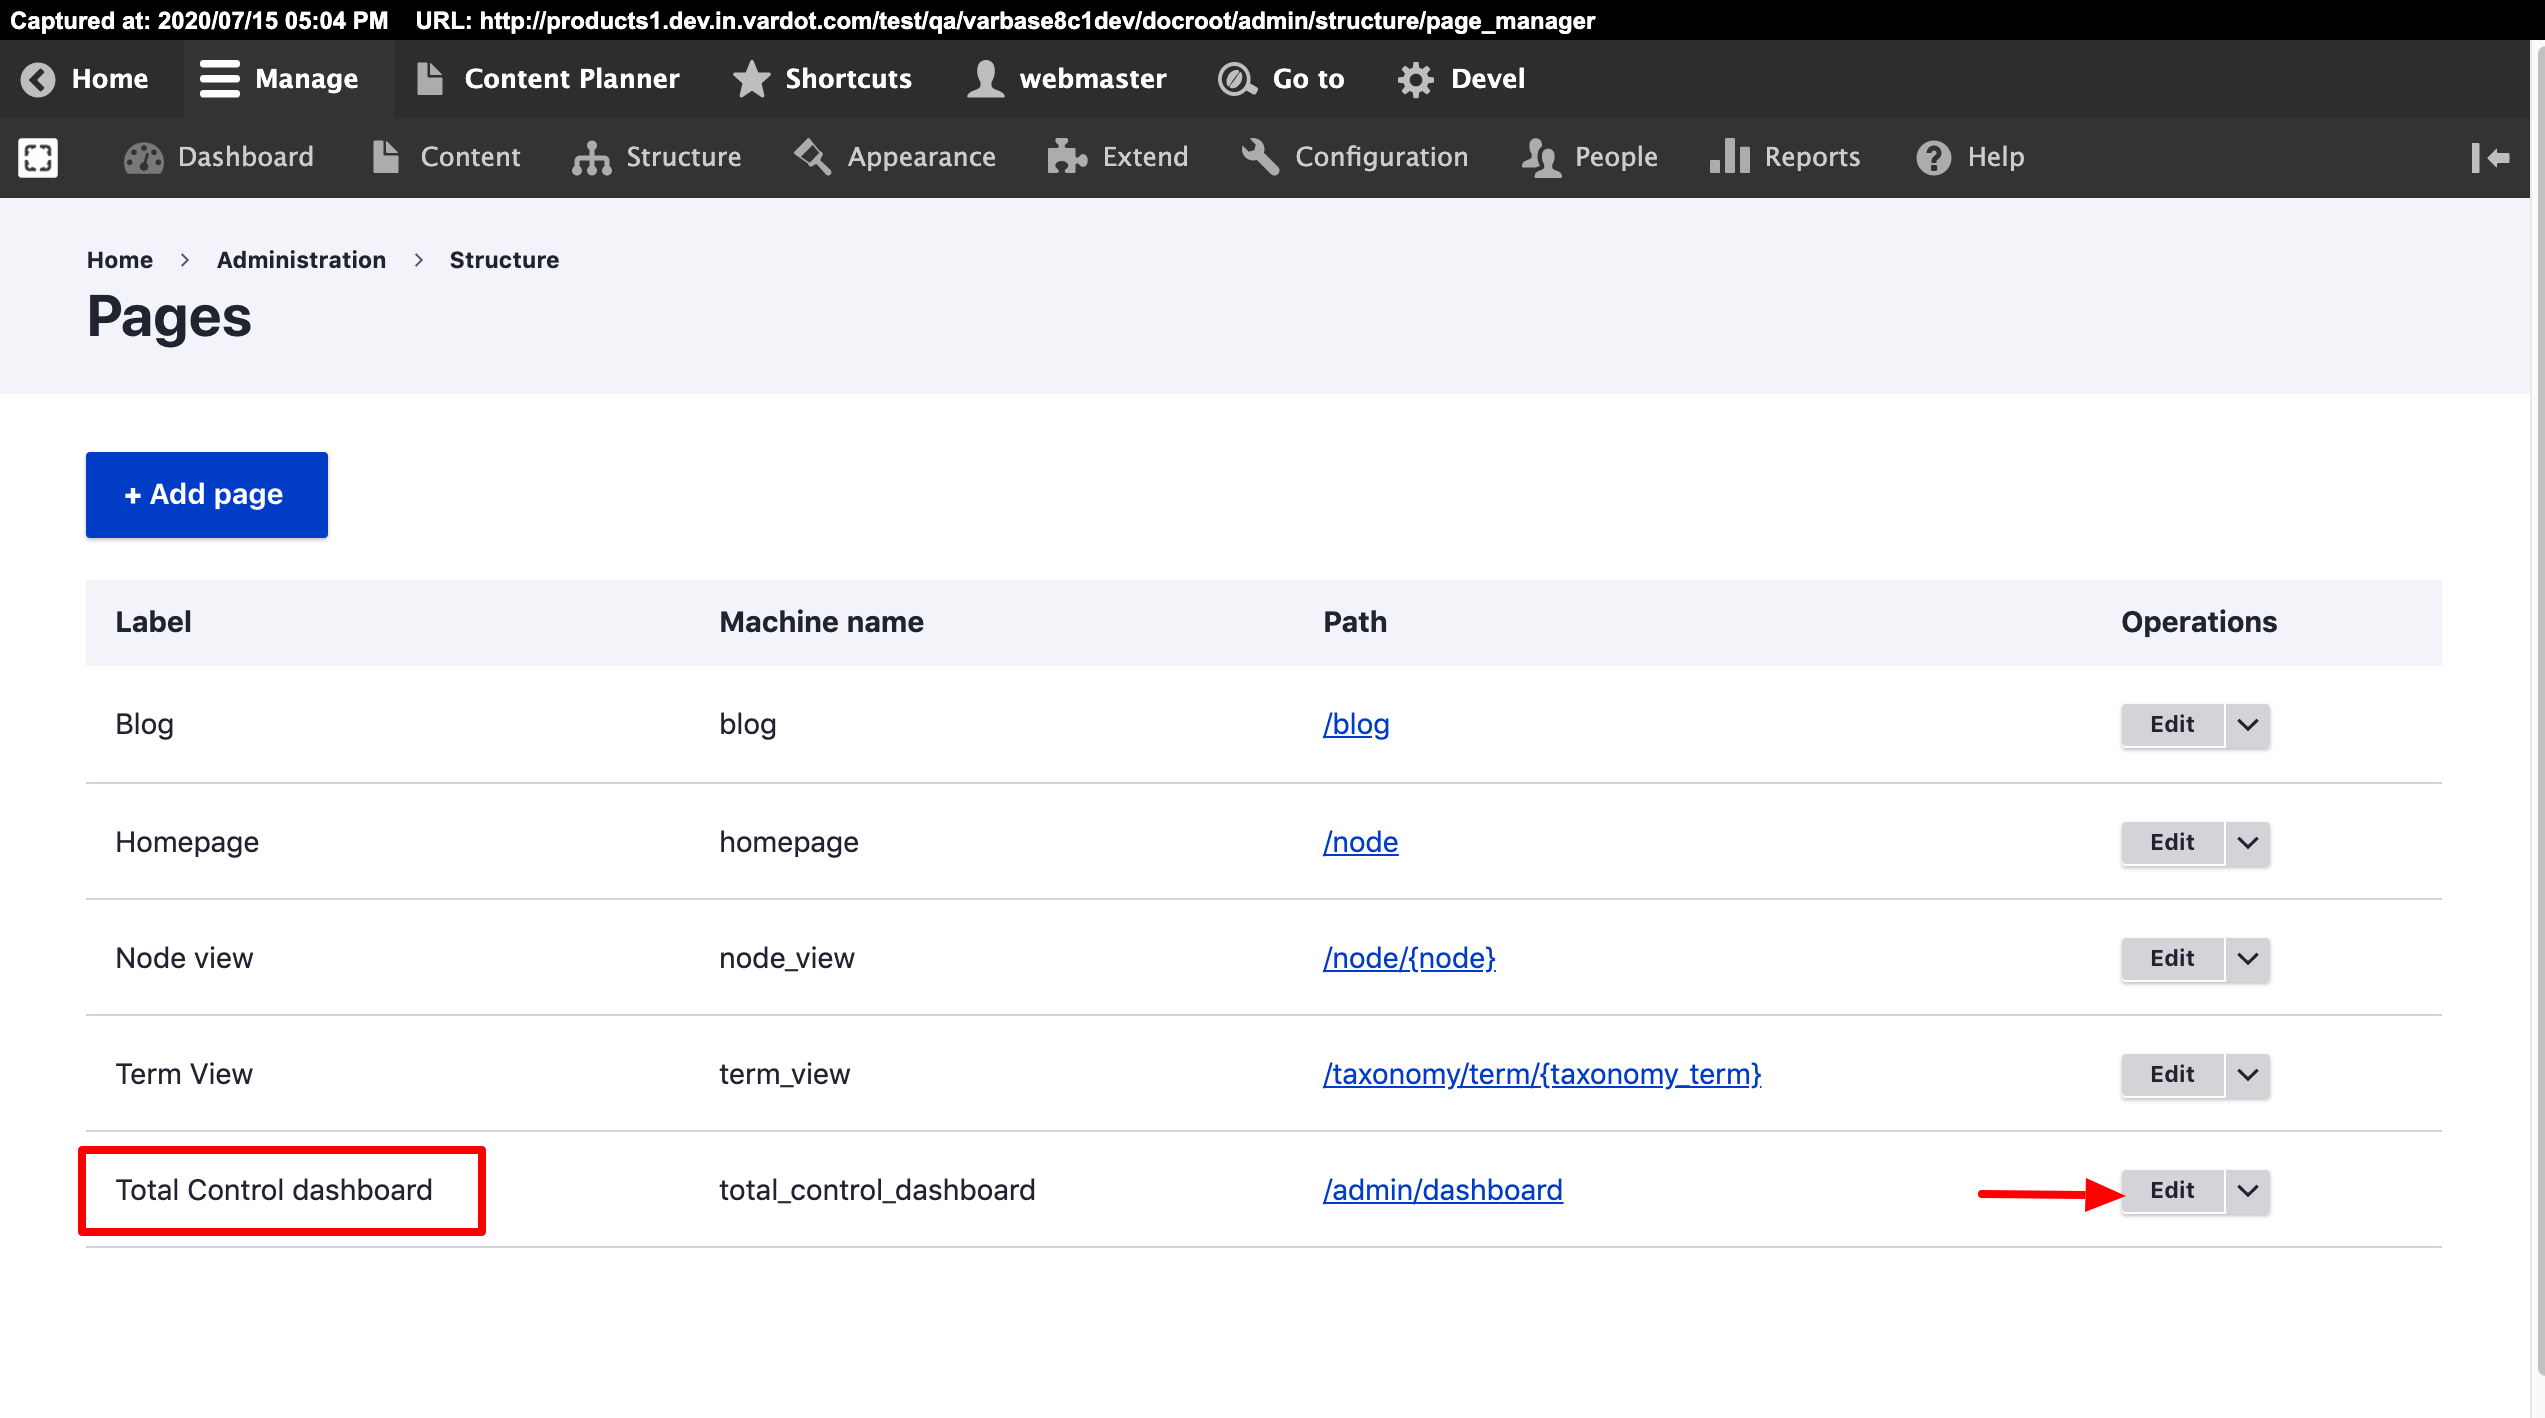 Captured at: 2020/07/15 05:04 PM URL: http://products1.dev.in.vardot.com/test/qa/varbase8c1dev/docroot/admin/structure/page_manager
Home Manage Content Planner Shortcuts webmaster Go to Devel
Dashboard Content Structure Appearance Extend Configuration People Reports Help
Home > Administration > Structure
Pages
+ Add page
Label Machine name Path Operations
Blog blog /blog Edit
Homepage homepage /node Edit
Node view node_view /node/{node} Edit
Term View term_view /taxonomy/term/{taxonomy_term} Edit
Total Control dashboard total_control_dashboard /admin/dashboard Edit